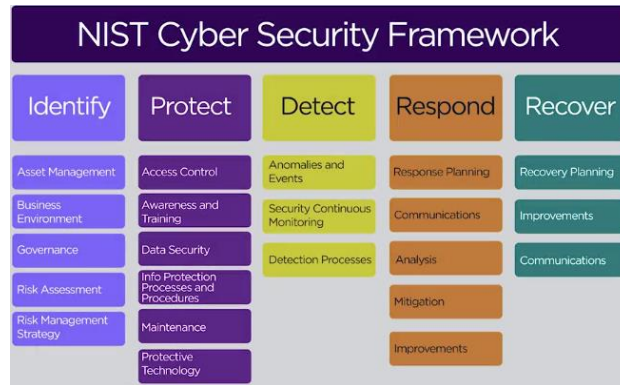 NIST Cyber Security Framework
Identify
Asset Management
Business
Environment
Governance
Risk Assessment
Risk Management
Strategy
Protect
Access Control
Awareness and
Training
Data Security
Info Protection
Processes and
Procedures
Maintenance
Protective
Technology
Detect
Anomalies and
Events
Security Continuous
Monitoring
Detection Processes
Respond
Response Planning
Communications
Analysis
Mitigation
Improvements
Recover
Recovery Planning
Improvements
Communications